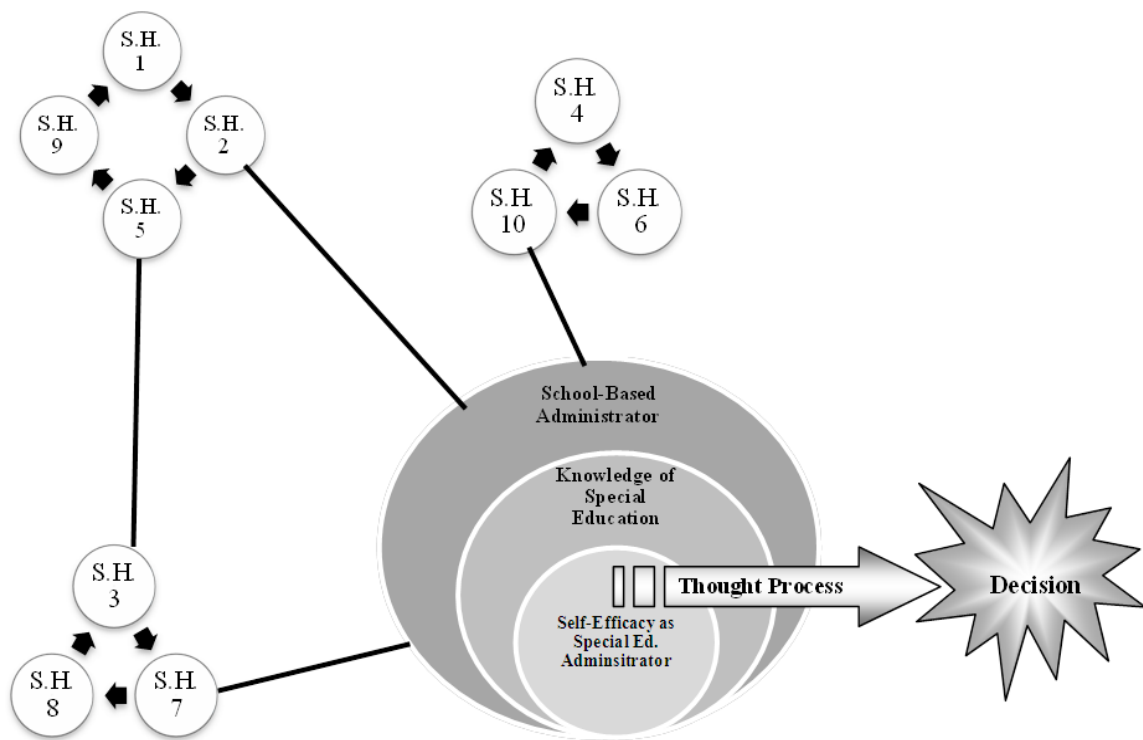 S.H.
1
S.H.
2
S.H.
5
S.H.
9
S.H.
4
S.H.
6
S.H.
10
School-Based
Administrator
Knowledge of
Special
Education
Thought Process
Decision
Self-Efficacy as
Special Ed.
Adminsitrator
S.H.
3
S.H.
7
S.H.
8